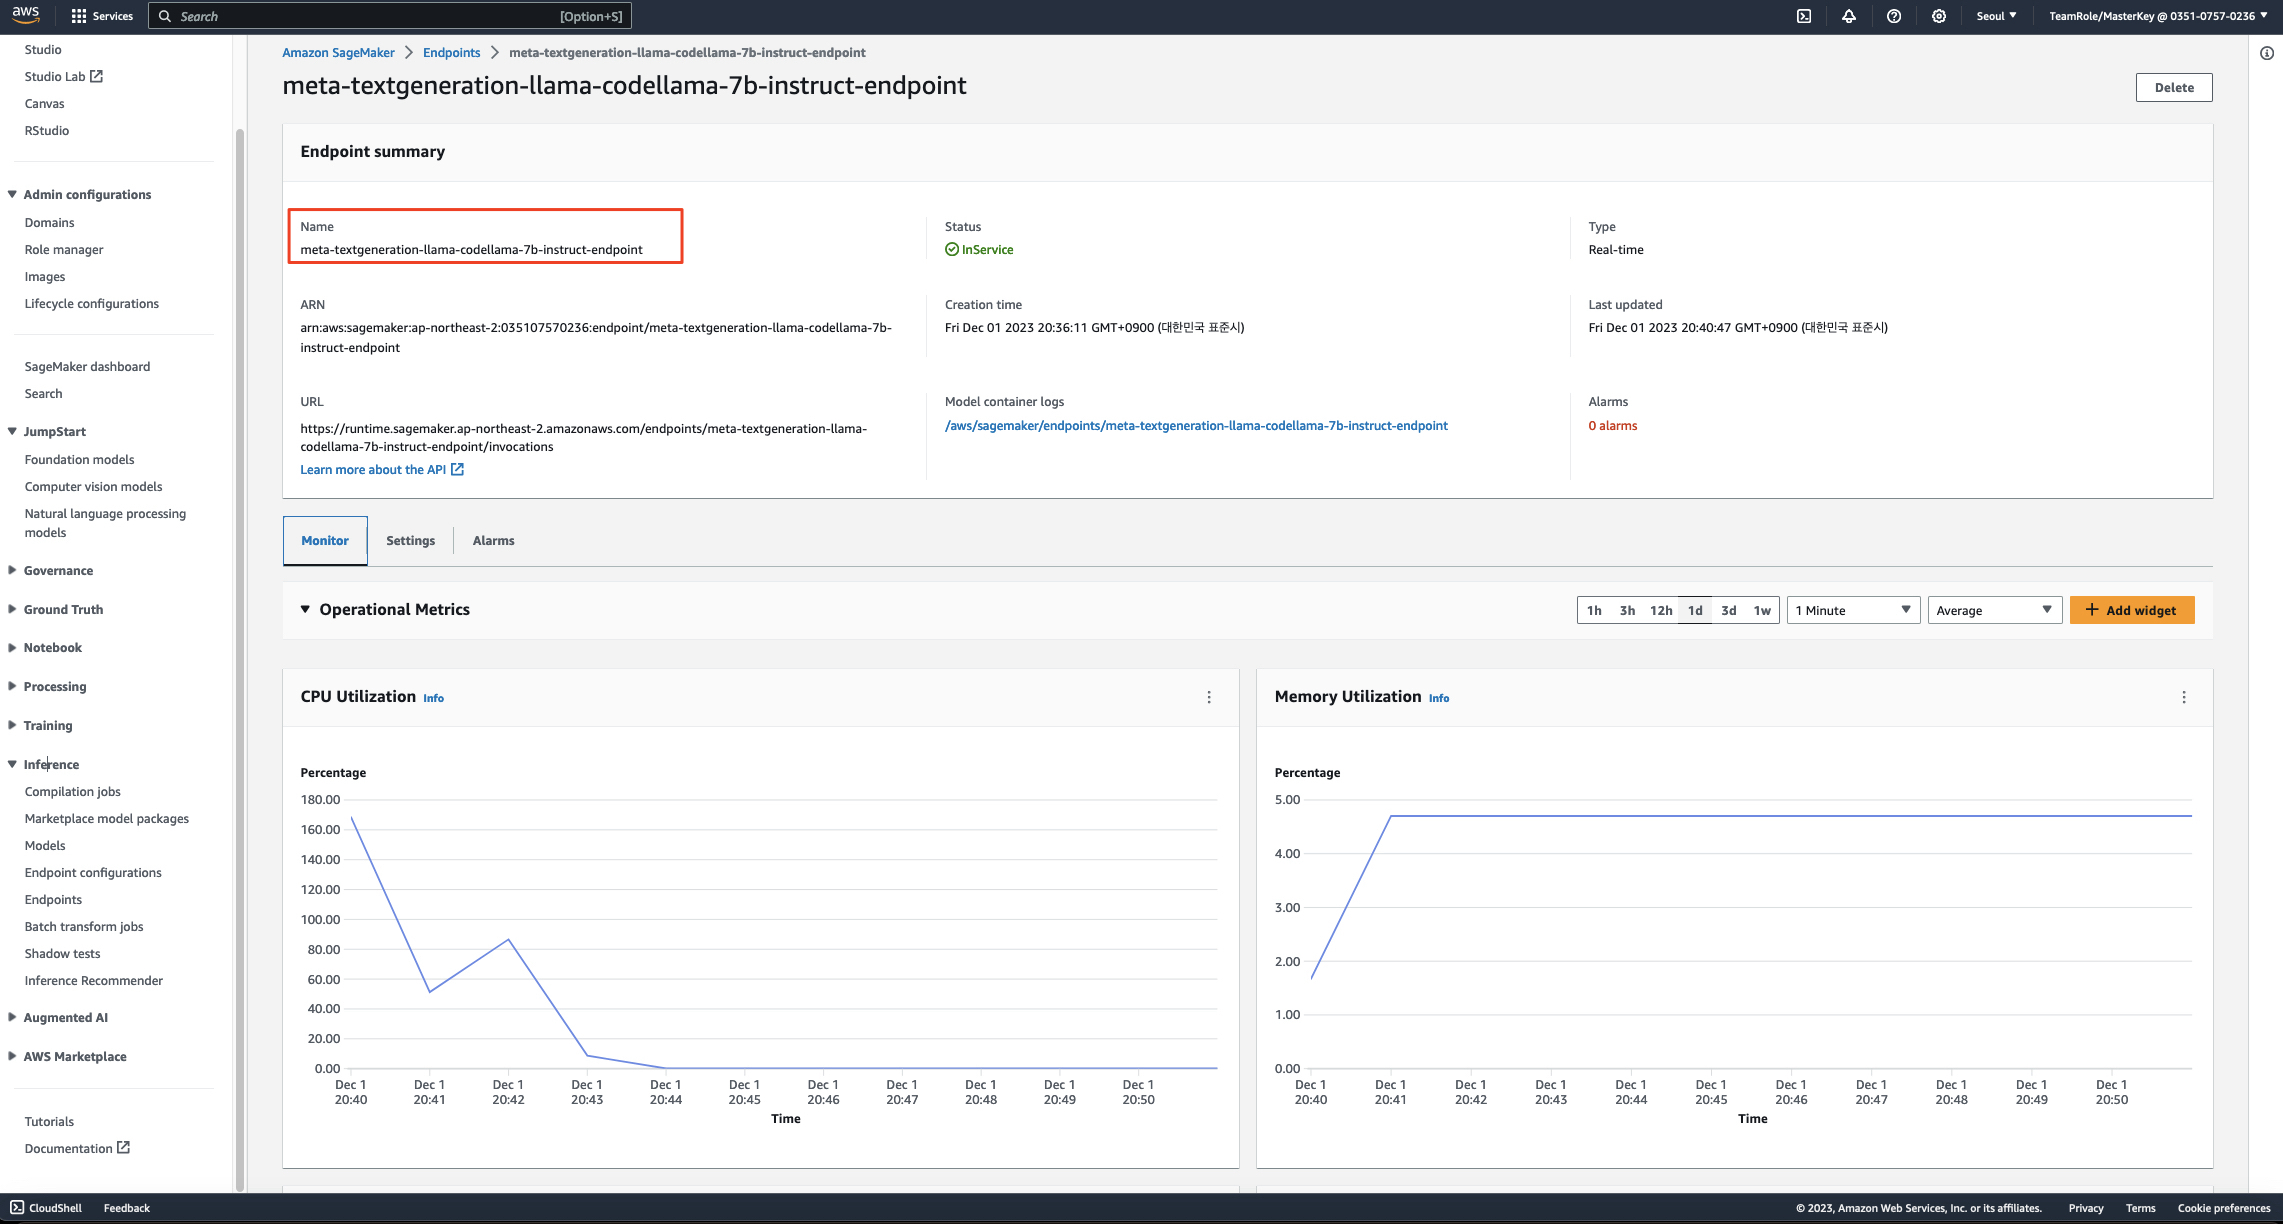 aws
Services
Search
[Option+S]
Seoul
TeamRole/MasterKey @ 0351-0757-0236
Studio
Studio Lab
Canvas
RStudio
Admin configurations
Domains
Role manager
Images
Lifecycle configurations
SageMaker dashboard
Search
JumpStart
Foundation models
Computer vision models
Natural language processing
models
Governance
Ground Truth
Notebook
Processing
Training
Inference
Compilation jobs
Marketplace model packages
Models
Endpoint configurations
Endpoints
Batch transform jobs
Shadow tests
Inference Recommender
Augmented AI
AWS Marketplace
Tutorials
Documentation
Amazon SageMaker
Endpoints
meta-textgeneration-llama-codellama-7b-instruct-endpoint
meta-textgeneration-llama-codellama-7b-instruct-endpoint
Delete
Endpoint summary
Name
meta-textgeneration-llama-codellama-7b-instruct-endpoint
Status
InService
Type
Real-time
ARN
arn:aws:sagemaker:ap-northeast-2:035107570236:endpoint/meta-textgeneration-llama-codellama-7b-
instruct-endpoint
Creation time
Fri Dec 01 2023 20:36:11 GMT+0900 (대한민국 표준시)
Last updated
Fri Dec 01 2023 20:40:47 GMT+0900 (대한민국 표준시)
URL
https://runtime.sagemaker.ap-northeast-2.amazonaws.com/endpoints/meta-textgeneration-llama-
codellama-7b-instruct-endpoint/invocations
Learn more about the API
Model container logs
/aws/sagemaker/endpoints/meta-textgeneration-llama-codellama-7b-instruct-endpoint
Alarms
0 alarms
Monitor
Settings
Alarms
Operational Metrics
1h 3h 12h 1d 3d 1w
1 Minute
Average
Add widget
CPU Utilization Info
Percentage
180.00
160.00
140.00
120.00
100.00
80.00
60.00
40.00
20.00
0.00
Dec 1 Dec 1 Dec 1 Dec 1 Dec 1 Dec 1 Dec 1 Dec 1 Dec 1 Dec 1 Dec 1
20:40 20:41 20:42 20:43 20:44 20:45 20:46 20:47 20:48 20:49 20:50
Time
Memory Utilization Info
Percentage
5.00
4.00
3.00
2.00
1.00
0.00
Dec 1 Dec 1 Dec 1 Dec 1 Dec 1 Dec 1 Dec 1 Dec 1 Dec 1 Dec 1 Dec 1
20:40 20:41 20:42 20:43 20:44 20:45 20:46 20:47 20:48 20:49 20:50
Time
CloudShell
Feedback
© 2023, Amazon Web Services, Inc. or its affiliates.
Privacy
Terms
Cookie preferences